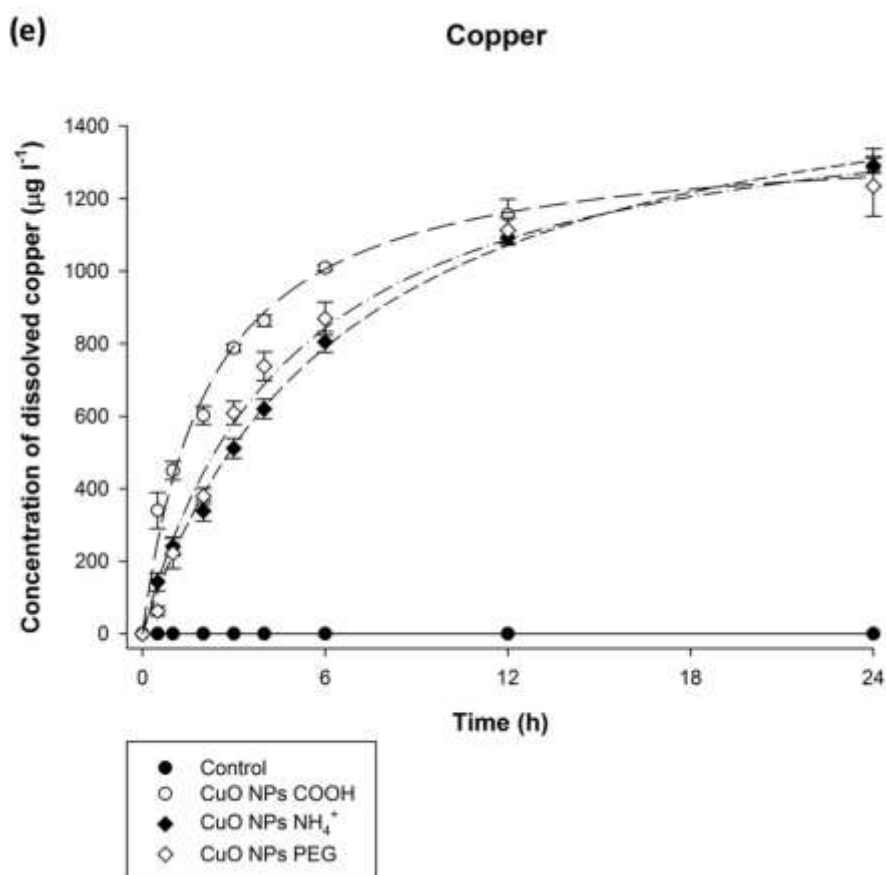 (e)
Copper
Concentration of dissolved copper (µg l⁻¹)
1400
1200
1000
800
600
400
200
0
0 6 12 18 24
Time (h)
Control
CuO NPs COOH
CuO NPs NH₄⁺
CuO NPs PEG